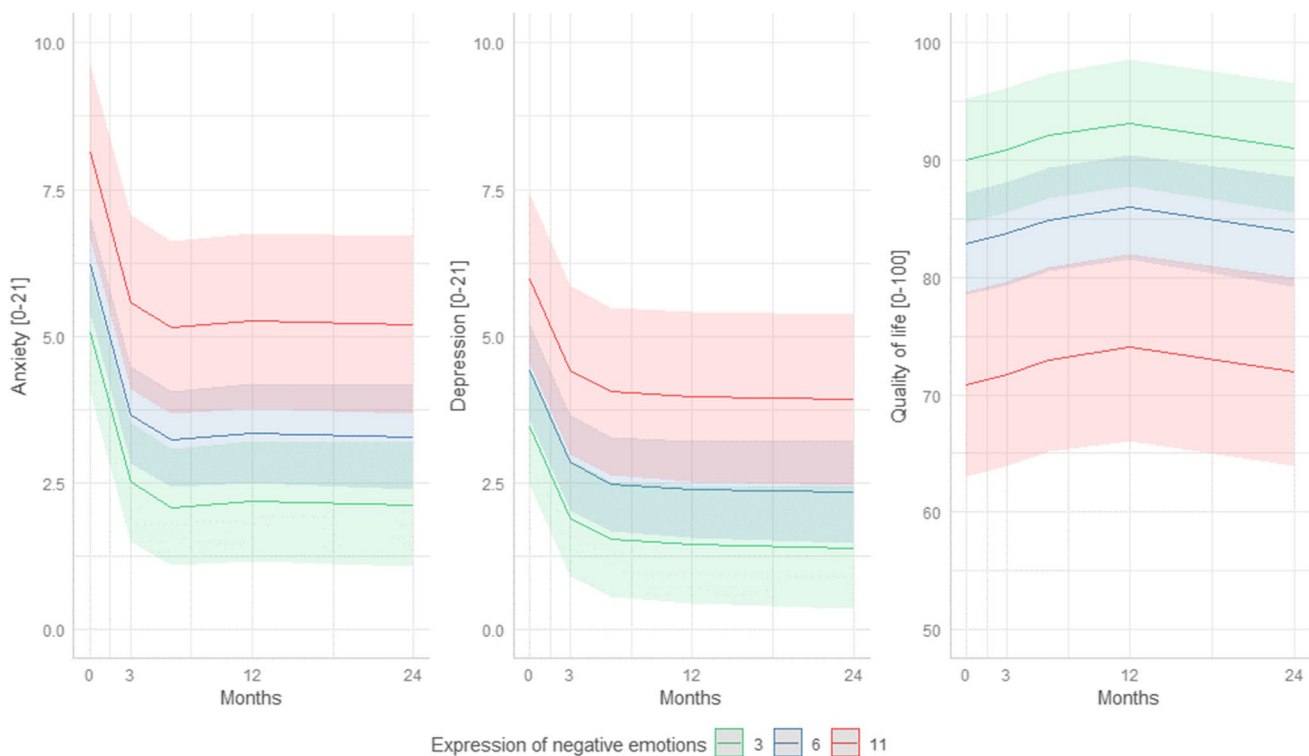 Anxiety [0-21]
10.0
7.5
5.0
2.5
0.0
0 3 12 24
Months
Depression [0-21]
10.0
7.5
5.0
2.5
0.0
0 3 12 24
Months
Quality of life [0-100]
100
90
80
70
60
50
0 3 12 24
Months
Expression of negative emotions 3 6 11